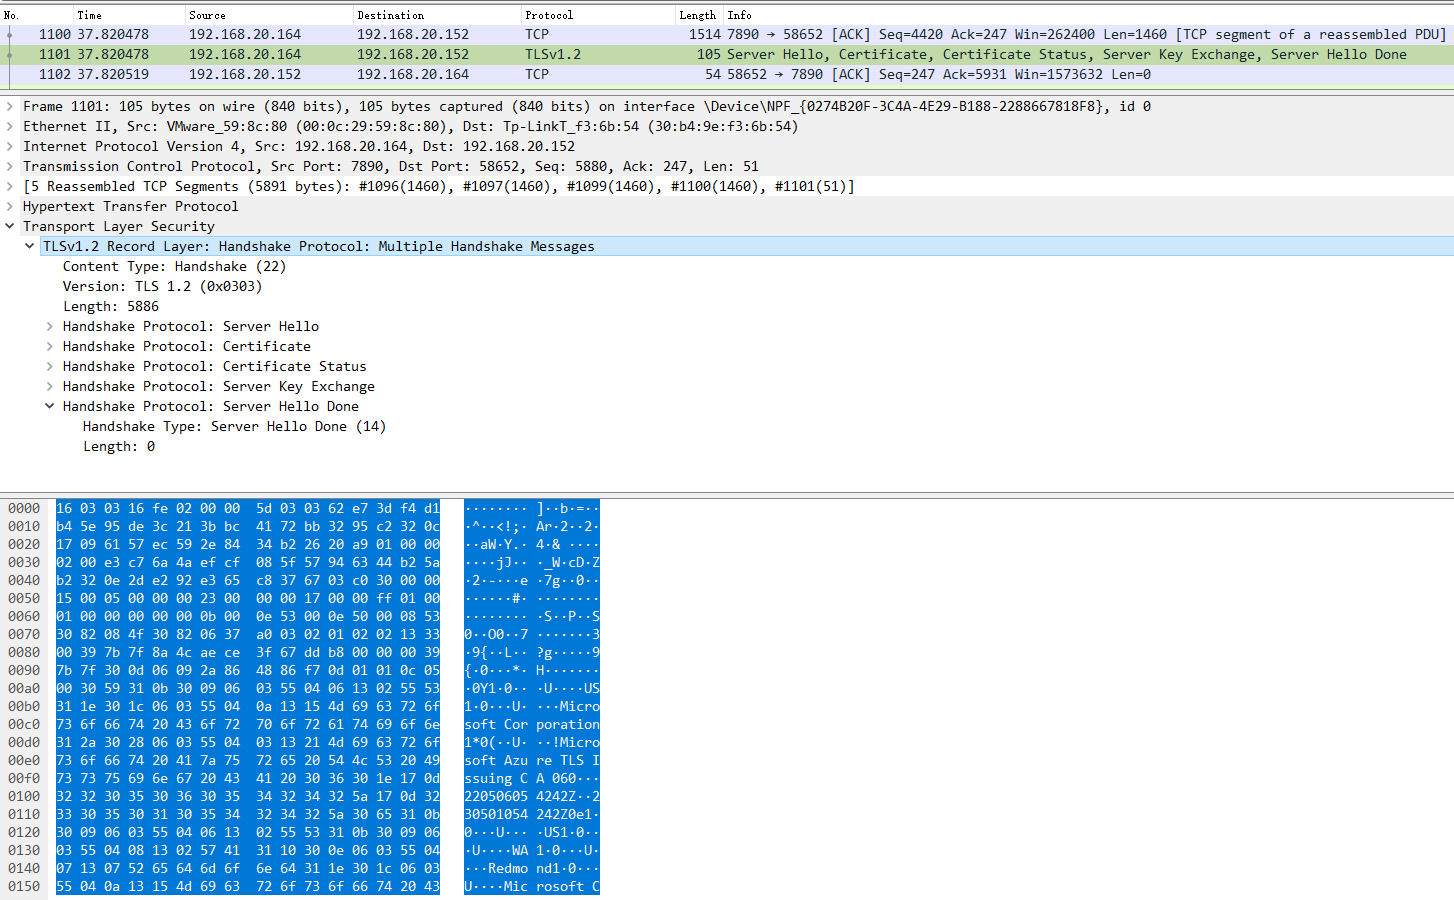 No. Time Source Destination Protocol Length Info
1100 37.820478 192.168.20.164 192.168.20.152 TCP 1514 7890 → 58652 [ACK] Seq=4420 Ack=247 Win=262400 Len=1460 [TCP segment of a reassembled PDU]
1101 37.820478 192.168.20.164 192.168.20.152 TLSv1.2 105 Server Hello, Certificate, Certificate Status, Server Key Exchange, Server Hello Done
1102 37.820519 192.168.20.152 192.168.20.164 TCP 54 58652 → 7890 [ACK] Seq=247 Ack=5931 Win=1573632 Len=0
Frame 1101: 105 bytes on wire (840 bits), 105 bytes captured (840 bits) on interface \Device\NPF_{0274B20F-3C4A-4E29-B188-2288667818F8}, id 0
Ethernet II, Src: VMware_59:8c:80 (00:0c:29:59:8c:80), Dst: Tp-LinkT_f3:6b:54 (30:b4:9e:f3:6b:54)
Internet Protocol Version 4, Src: 192.168.20.164, Dst: 192.168.20.152
Transmission Control Protocol, Src Port: 7890, Dst Port: 58652, Seq: 5880, Ack: 247, Len: 51
[5 Reassembled TCP Segments (5891 bytes): #1096(1460), #1097(1460), #1099(1460), #1100(1460), #1101(51)]
Hypertext Transfer Protocol
Transport Layer Security
TLSv1.2 Record Layer: Handshake Protocol: Multiple Handshake Messages
Content Type: Handshake (22)
Version: TLS 1.2 (0x0303)
Length: 5886
Handshake Protocol: Server Hello
Handshake Protocol: Certificate
Handshake Protocol: Certificate Status
Handshake Protocol: Server Key Exchange
Handshake Protocol: Server Hello Done
Handshake Type: Server Hello Done (14)
Length: 0
0000 16 03 03 16 fe 02 00 00 5d 03 03 62 e7 3d f4 d1 ········ ]··b·=··
0010 b4 5e 95 de 3c 21 3b bc 41 72 bb 32 95 c2 32 0c ·^··<!;· Ar·2··2·
0020 17 09 61 57 ec 59 2e 84 34 b2 26 20 a9 01 00 00 ··aW·Y.· 4·& ····
0030 02 00 e3 c7 6a 4a ef cf 08 5f 57 94 63 44 b2 5a ····jJ·· ·_W·cD·Z
0040 b2 32 0e 2d e2 92 e3 65 c8 37 67 03 c0 30 00 00 ·2·-···e ·7g··0··
0050 15 00 05 00 00 00 23 00 00 00 17 00 00 ff 01 00 ······#· ········
0060 01 00 00 00 00 00 0b 00 0e 53 00 0e 50 00 08 53 ········ ·S··P··S
0070 30 82 08 4f 30 82 06 37 a0 03 02 01 02 02 13 33 0··O0··7 ·······3
0080 00 39 7b 7f 8a 4c ae ce 3f 67 dd b8 00 00 00 39 ·9{··L·· ?g·····9
0090 7b 7f 30 0d 06 09 2a 86 48 86 f7 0d 01 01 0c 05 {·0···*· H·······
00a0 00 30 59 31 0b 30 09 06 03 55 04 06 13 02 55 53 ·0Y1·0·· ·U····US
00b0 31 1e 30 1c 06 03 55 04 0a 13 15 4d 69 63 72 6f 1·0···U· ···Micro
00c0 73 6f 66 74 20 43 6f 72 70 6f 72 61 74 69 6f 6e soft Cor poration
00d0 31 2a 30 28 06 03 55 04 03 13 21 4d 69 63 72 6f 1*0(··U· ··!Micro
00e0 73 6f 66 74 20 41 7a 75 72 65 20 54 4c 53 20 49 soft Azu re TLS I
00f0 73 73 75 69 6e 67 20 43 41 20 30 36 30 1e 17 0d ssuing C A 060···
0100 32 32 30 35 30 36 30 35 34 32 34 32 5a 17 0d 32 22050605 4242Z··2
0110 33 30 35 30 31 30 35 34 32 34 32 5a 30 65 31 0b 30501054 242Z0e1·
0120 30 09 06 03 55 04 06 13 02 55 53 31 0b 30 09 06 0···U··· ·US1·0··
0130 03 55 04 08 13 02 57 41 31 10 30 0e 06 03 55 04 ·U····WA 1·0···U·
0140 07 13 07 52 65 64 6d 6f 6e 64 31 1e 30 1c 06 03 ···Redmo nd1·0···
0150 55 04 0a 13 15 4d 69 63 72 6f 73 6f 66 74 20 43 U····Mic rosoft C